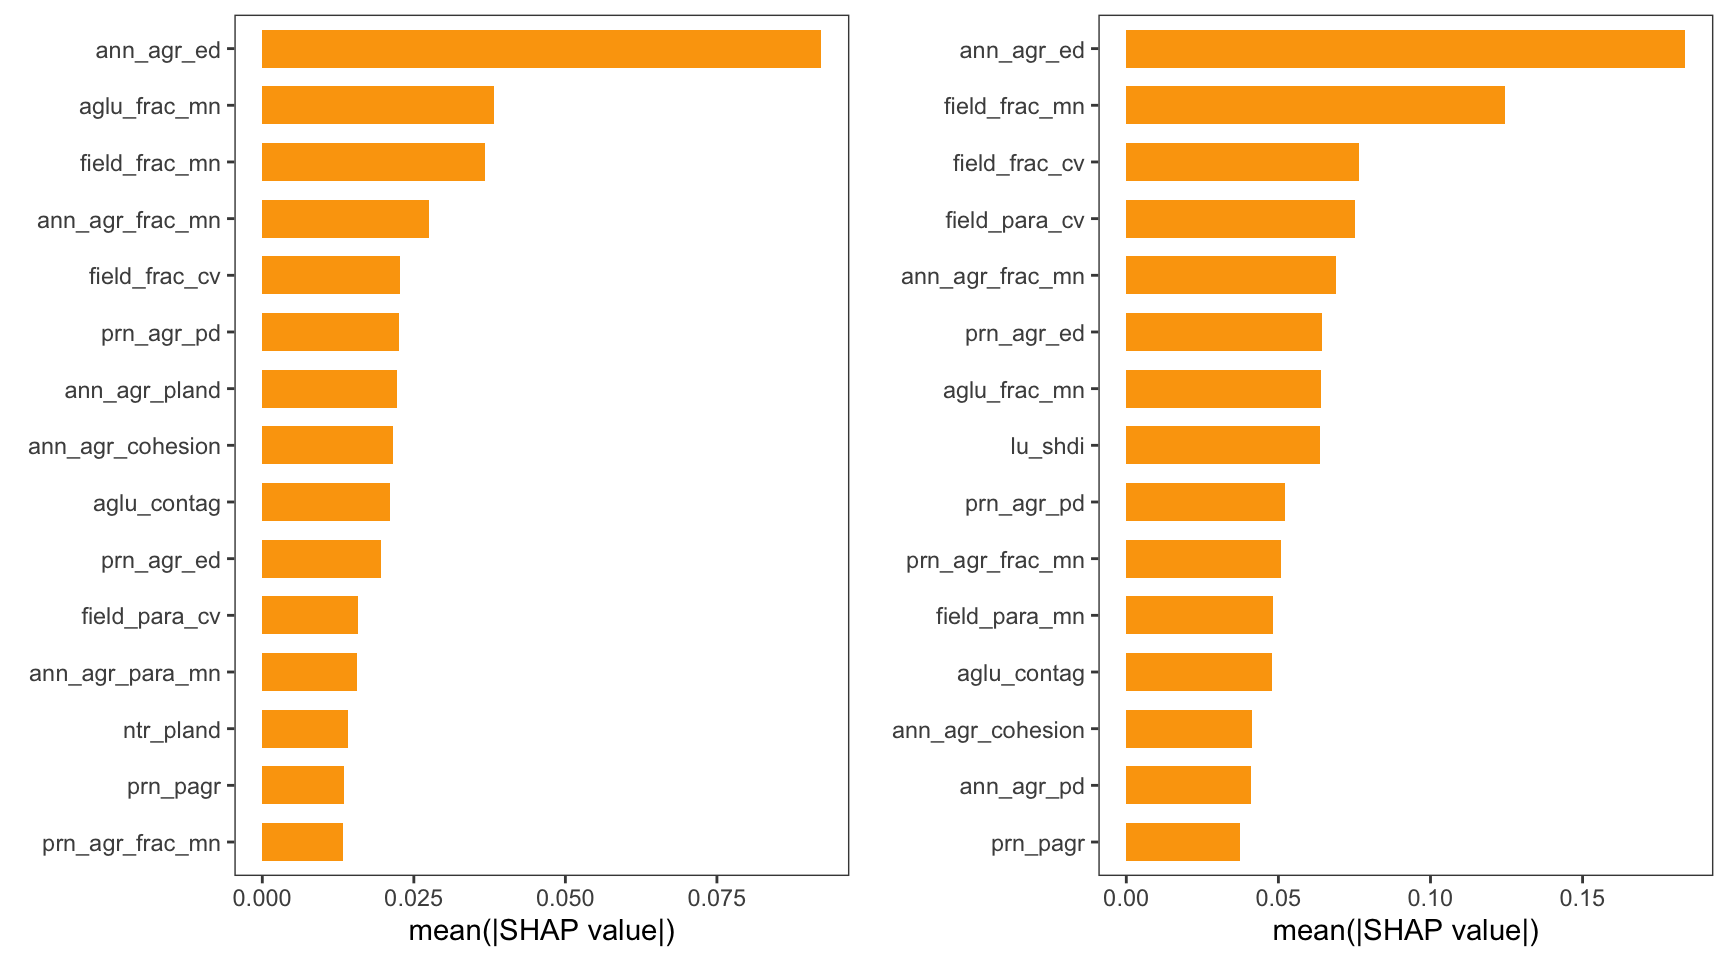 ann_agr_ed
aglu_frac_mn
field_frac_mn
ann_agr_frac_mn
field_frac_cv
prn_agr_pd
ann_agr_pland
ann_agr_cohesion
aglu_contag
prn_agr_ed
field_para_cv
ann_agr_para_mn
ntr_pland
prn_pagr
prn_agr_frac_mn
0.000 0.025 0.050 0.075
mean(|SHAP value|)
ann_agr_ed
field_frac_mn
field_frac_cv
field_para_cv
ann_agr_frac_mn
prn_agr_ed
aglu_frac_mn
lu_shdi
prn_agr_pd
prn_agr_frac_mn
field_para_mn
aglu_contag
ann_agr_cohesion
ann_agr_pd
prn_pagr
0.00 0.05 0.10 0.15
mean(|SHAP value|)